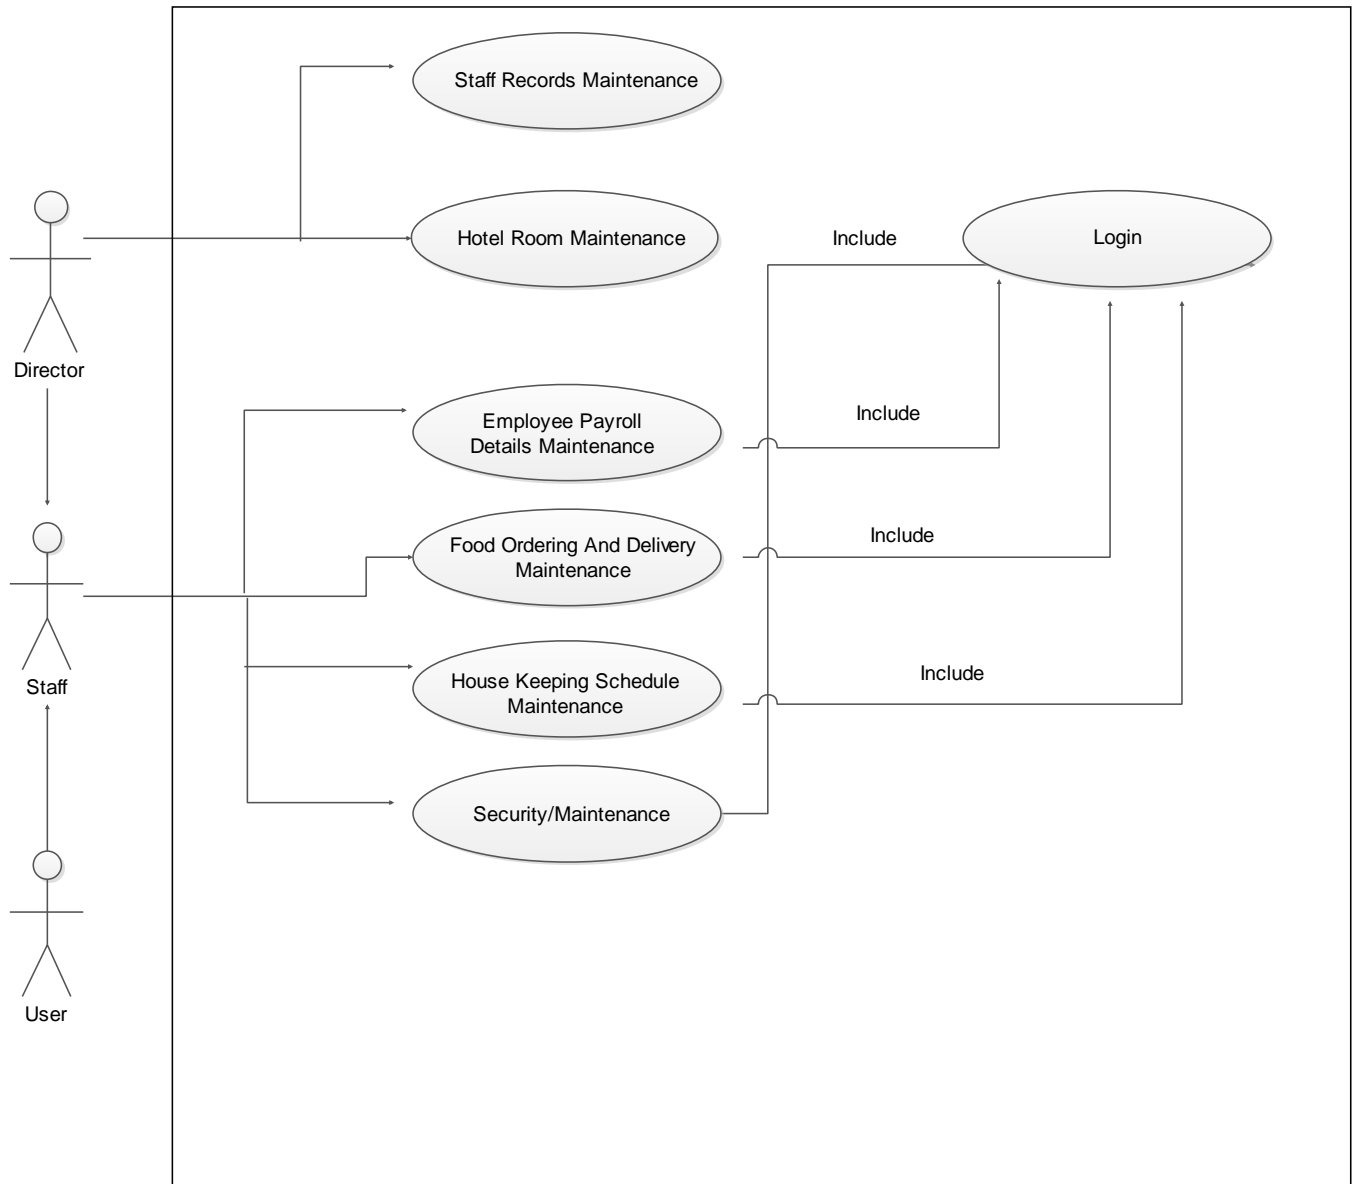 Staff Records Maintenance
Hotel Room Maintenance
Include
Login
Director
Employee Payroll
Details Maintenance
Include
Food Ordering And Delivery
Maintenance
Include
Staff
House Keeping Schedule
Maintenance
Include
Security/Maintenance
User